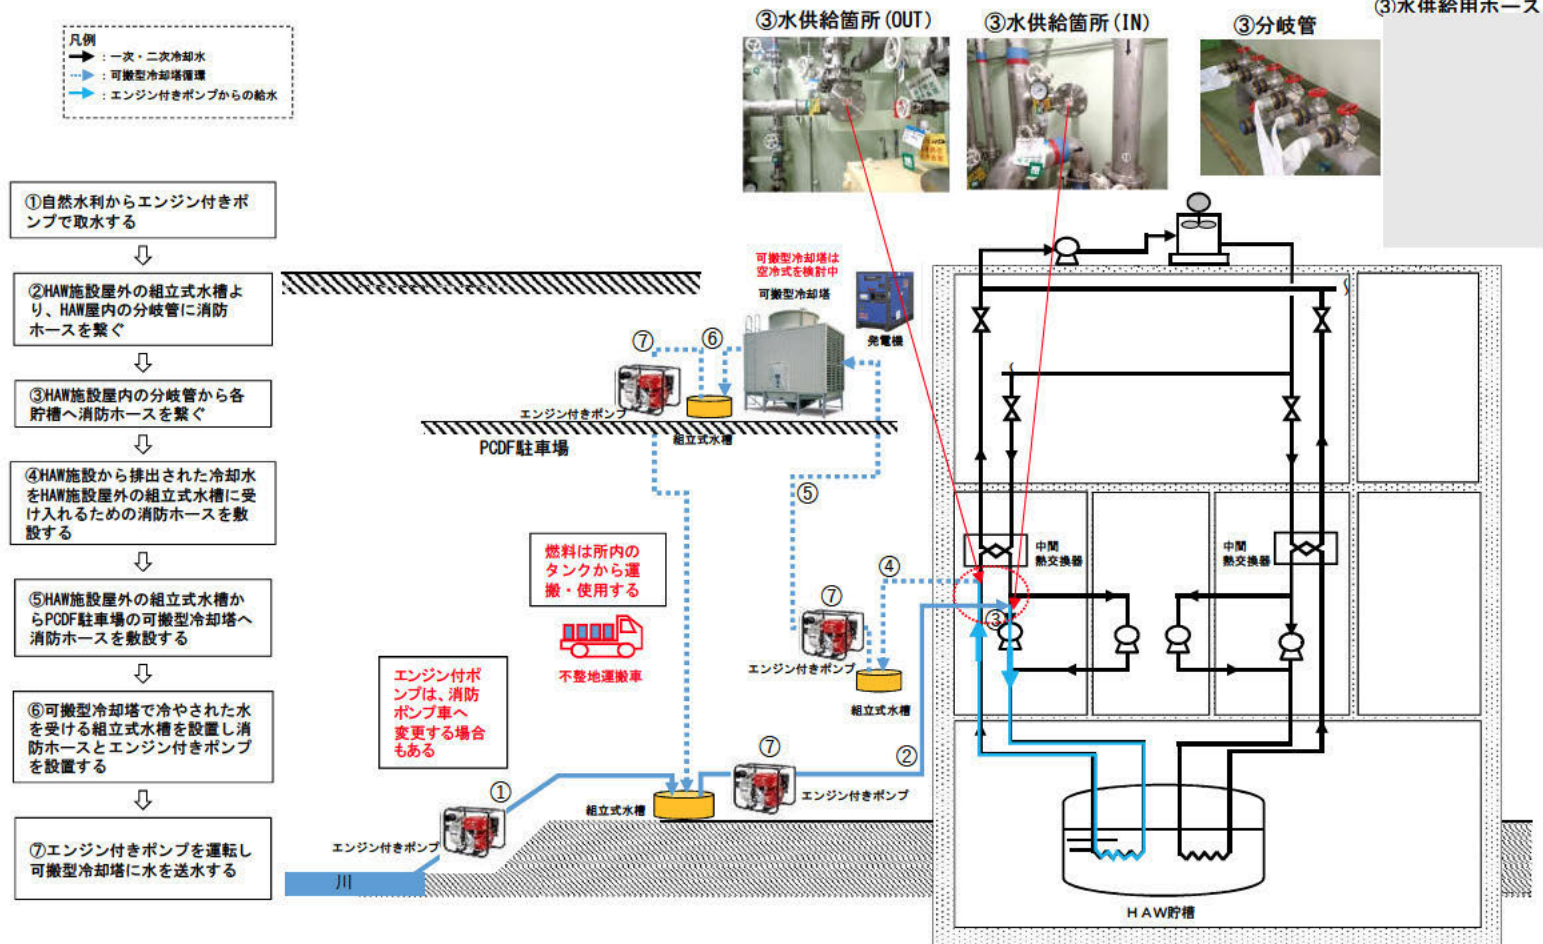 ③水供給箇所(OUT)
③水供給箇所(IN)
③分岐管
③水供給用ホース
凡例
：一次・二次冷却水
：可搬型冷却塔循環
：エンジン付きポンプからの給水
①自然水利からエンジン付きポ
ンプで取水する
②HAW施設屋外の組立式水槽よ
り、HAW屋内の分岐管に消防
ホースを繋ぐ
③HAW施設屋内の分岐管から各
貯槽へ消防ホースを繋ぐ
④HAW施設から排出された冷却水
をHAW施設屋外の組立式水槽に受
け入れるための消防ホースを敷
設する
⑤HAW施設屋外の組立式水槽か
らPCDF駐車場の可搬型冷却塔へ
消防ホースを敷設する
⑥可搬型冷却塔で冷やされた水
を受ける組立式水槽を設置し消
防ホースとエンジン付きポンプ
を設置する
⑦エンジン付きポンプを運転し
可搬型冷却塔に水を送水する
可搬型冷却塔は
空冷式を検討中
可搬型冷却塔
発電機
⑦
⑥
エンジン付きポンプ
組立式水槽
PCDF駐車場
⑤
燃料は所内の
タンクから運
搬・使用する
不整地運搬車
④
⑦
エンジン付きポンプ
組立式水槽
エンジン付ポ
ンプは、消防
ポンプ車へ
変更する場合
もある
②
⑦
エンジン付きポンプ
組立式水槽
①
エンジン付きポンプ
川
中間
熱交換器
中間
熱交換器
③
HAW貯槽